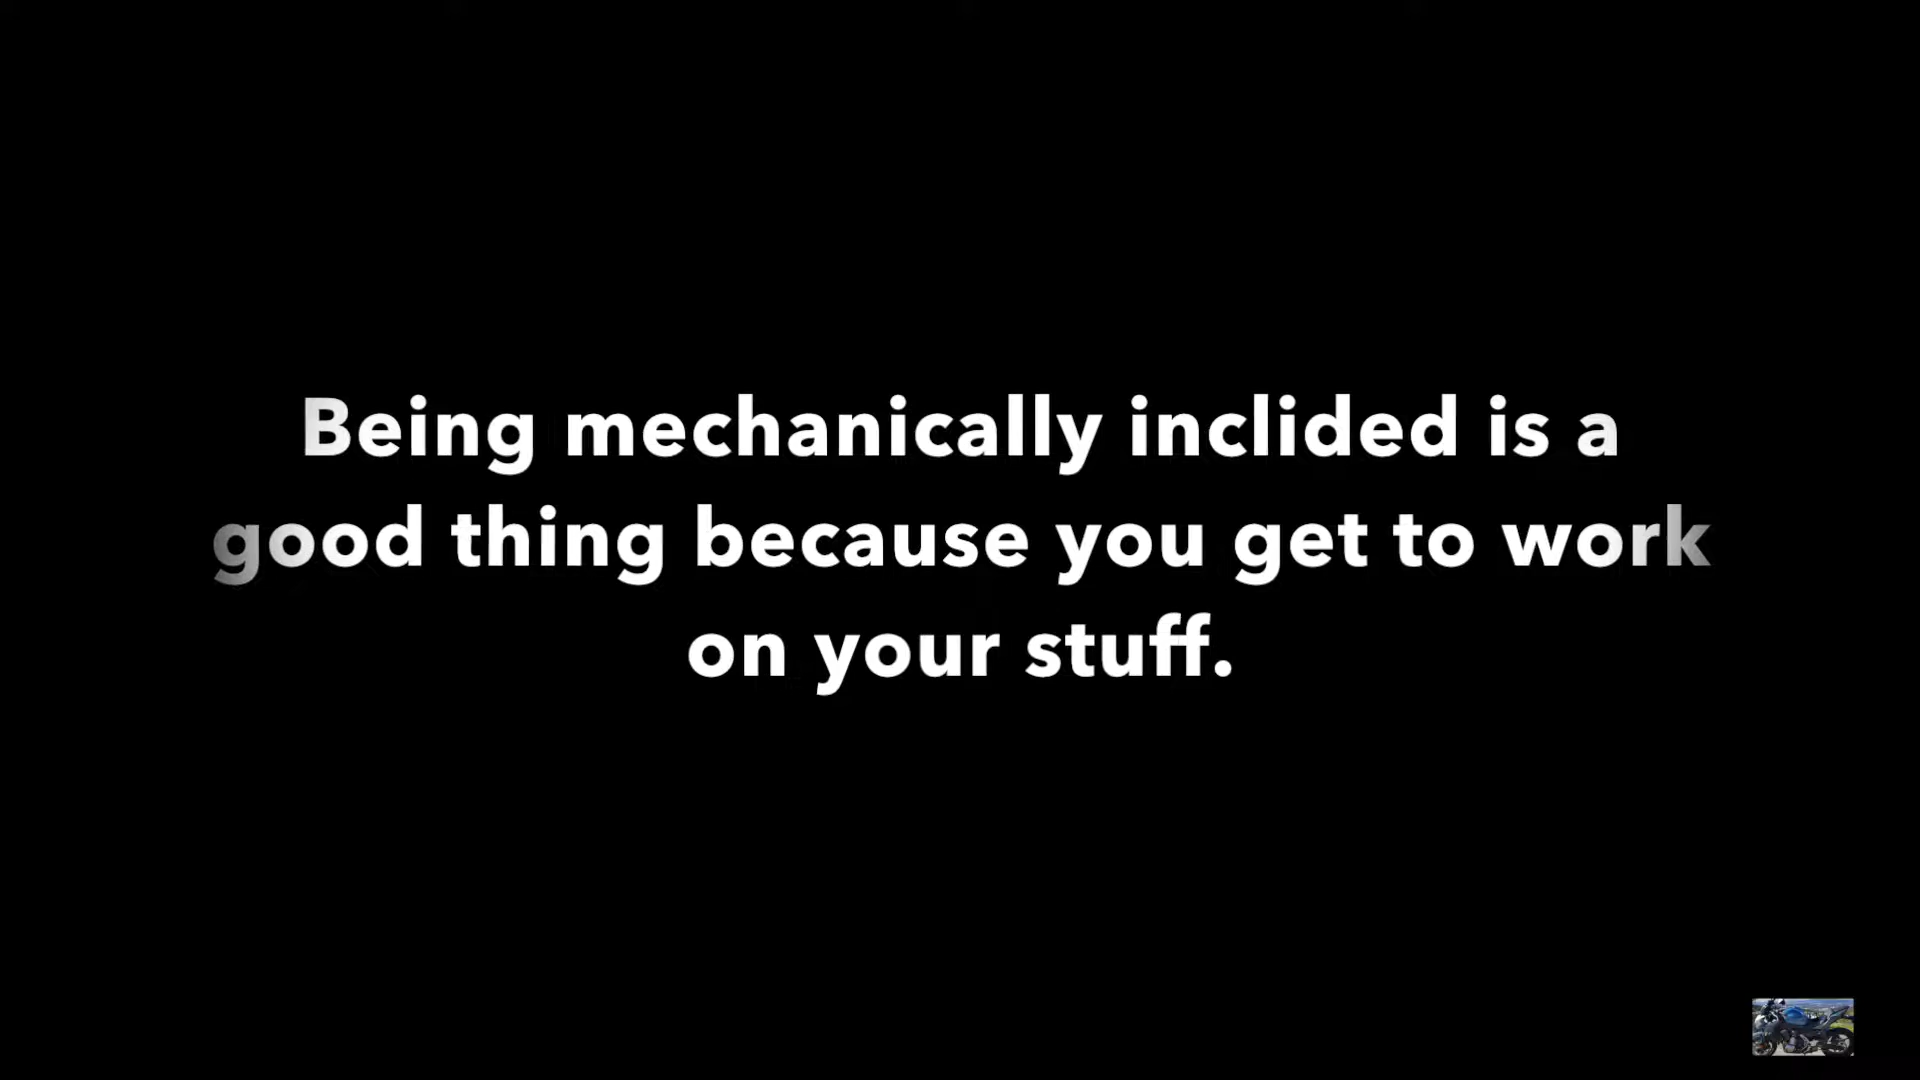 Being mechanically inclided is a
good thing because you get to work
on your stuff.